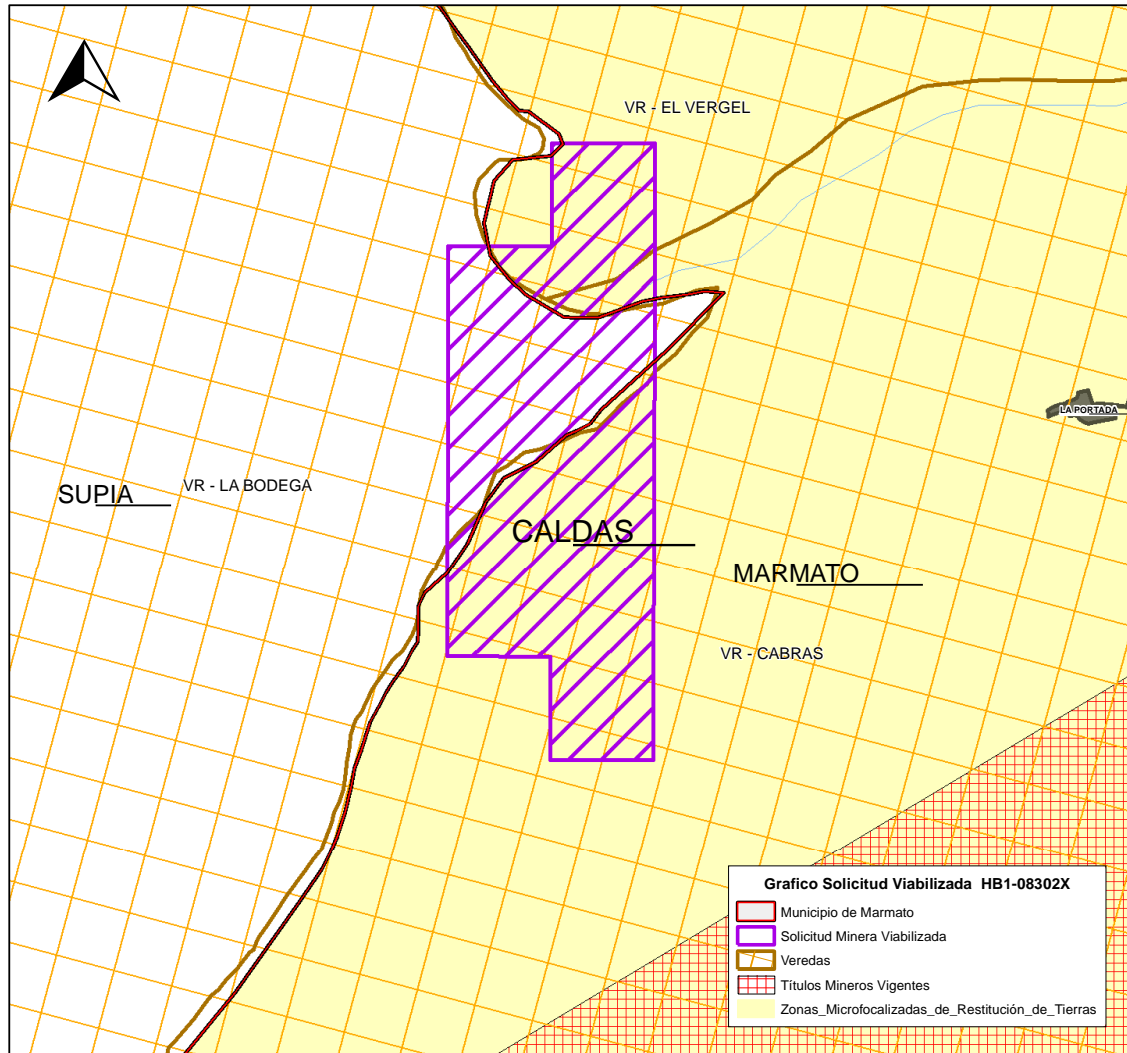 VR - EL VERGEL
LA PORTADA
SUPIA
VR - LA BODEGA
CALDAS
MARMATO
VR - CABRAS
Grafico Solicitud Viabilizada HB1-08302X
Municipio de Marmato
Solicitud Minera Viabilizada
Veredas
Títulos Mineros Vigentes
Zonas_Microfocalizadas_de_Restitución_de_Tierras